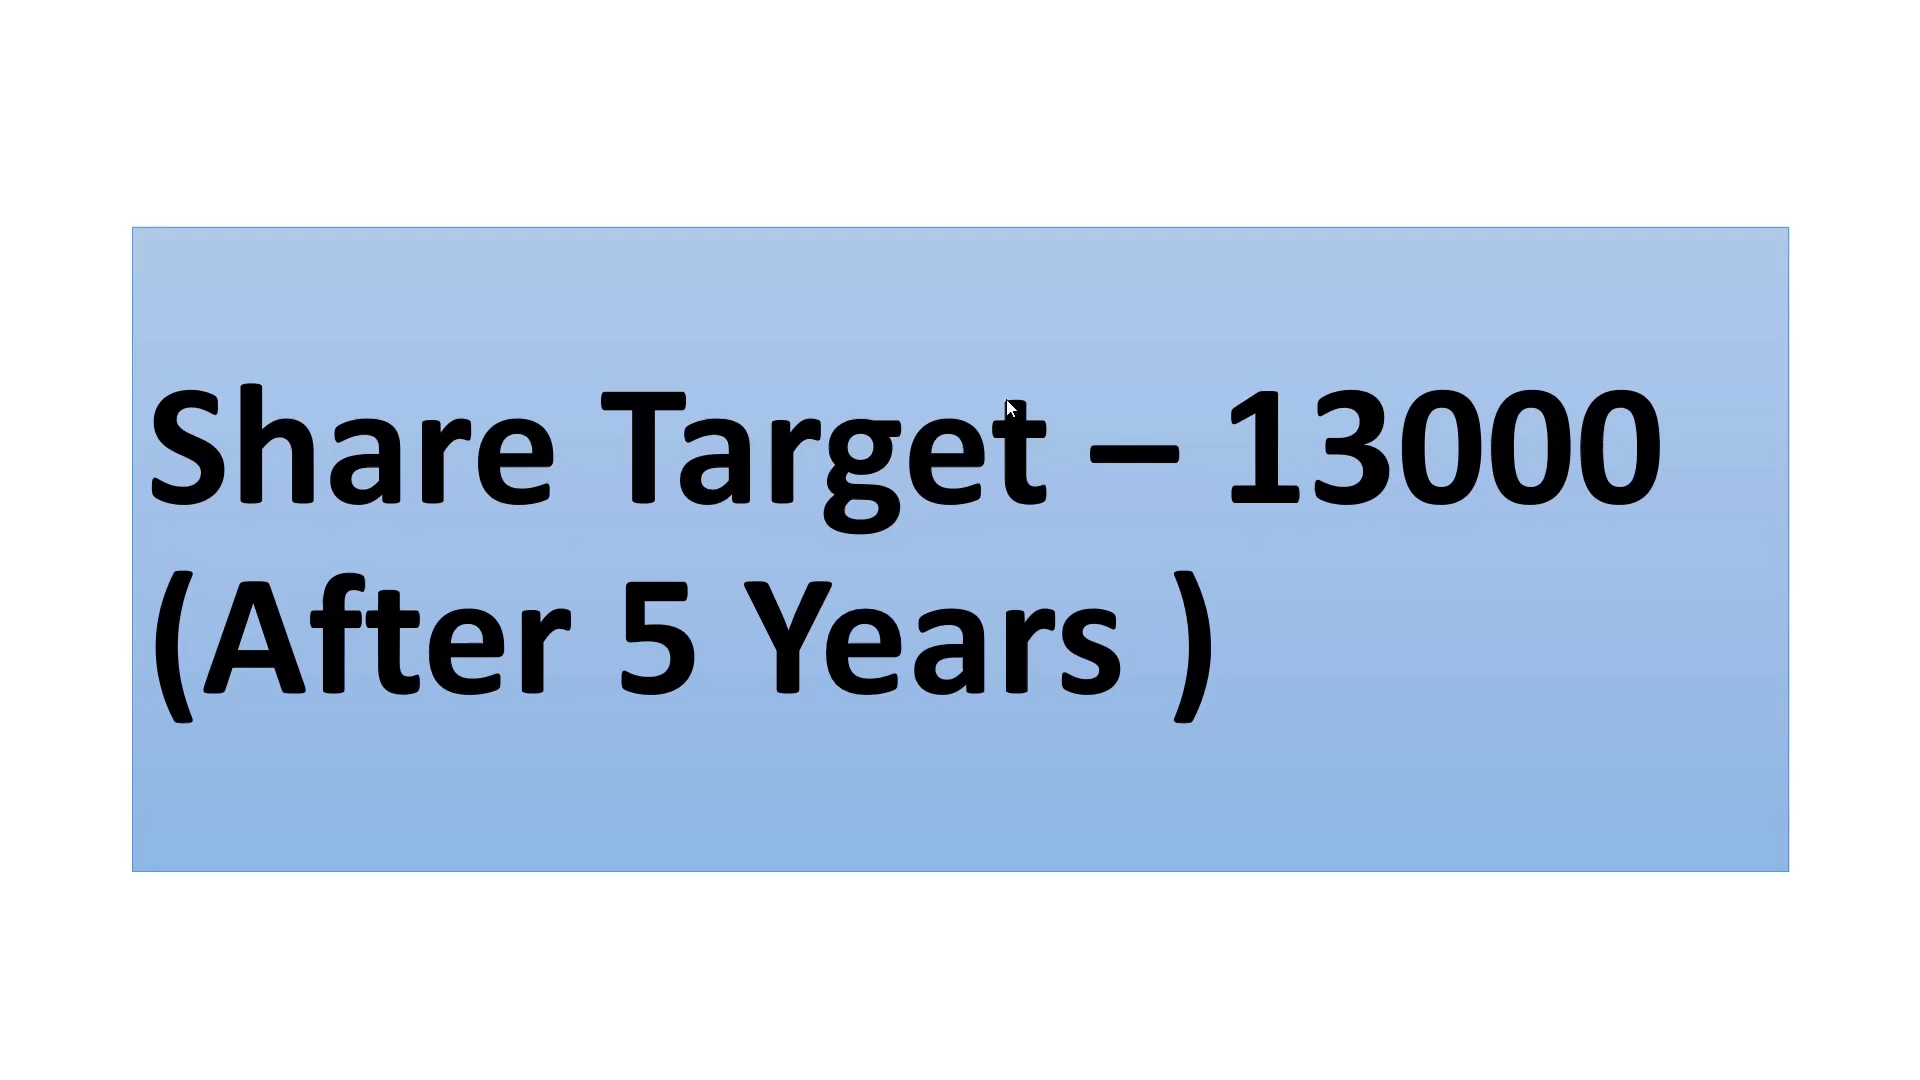 Share Target – 13000
(After 5 Years )